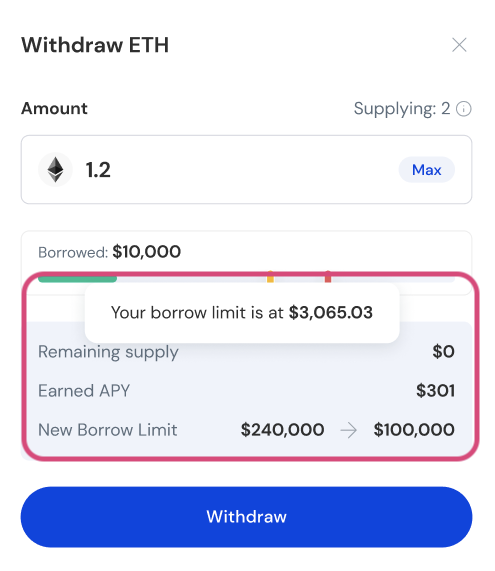 Withdraw ETH
Amount
Supplying: 2
1.2
Max
Borrowed: $10,000
Your borrow limit is at $3,065.03
Remaining supply $0
Earned APY $301
New Borrow Limit $240,000 → $100,000
Withdraw